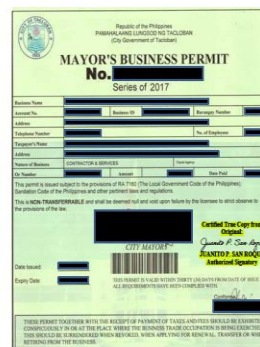 Republic of the Philippines
PAMAHALAANG LUNGSOD NG TACLOBAN
(City Government of Tacloban)
MAYOR'S BUSINESS PERMIT
No.
Series of 2017
Business Name
Account No.
Business ID
Barangay Number
Address
Telephone Number
No. of Employees
Taxpayer's Name
Address
Nature of Business
CONTRACTOR & SERVICES
Or Number
Amount
Date Paid
This permit is issued subject to the provisions of RA 7160 (The Local Government Code of the Philippines),
Sanitation Code of the Philippines and other pertinent laws and regulations.
This is NON-TRANSFERRABLE and shall be deemed null and void upon failure by the licensee to strictly observe
the provisions of the law.
Certified True Copy from
Original:
JUANITO P. SAN ROQU
Authorized Signatory
CITY MAYOR
Date Issued:
Expiry Date
THIS PERMIT IS VALID WITHIN THIRTY (30) DAYS FROM DATE OF ISSUE
ALL REQUIREMENTS HAVE BEEN COMPLIED WITH.
THESE PERMIT TOGETHER WITH THE RECEIPT OF PAYMENT OF TAXES AND FEES SHOULD BE EXHIBITE
CONSPICUOUSLY IN OR AT THE PLACE WHERE THE BUSINESS TRADE OCCUPATION IS BEING EXERCISE
THIS SHOULD BE SURRENDERED WHEN REVOKED, WHEN APPLYING FOR RENEWAL, TRANSFER OR WHE
RETIRING FROM THE BUSINESS.